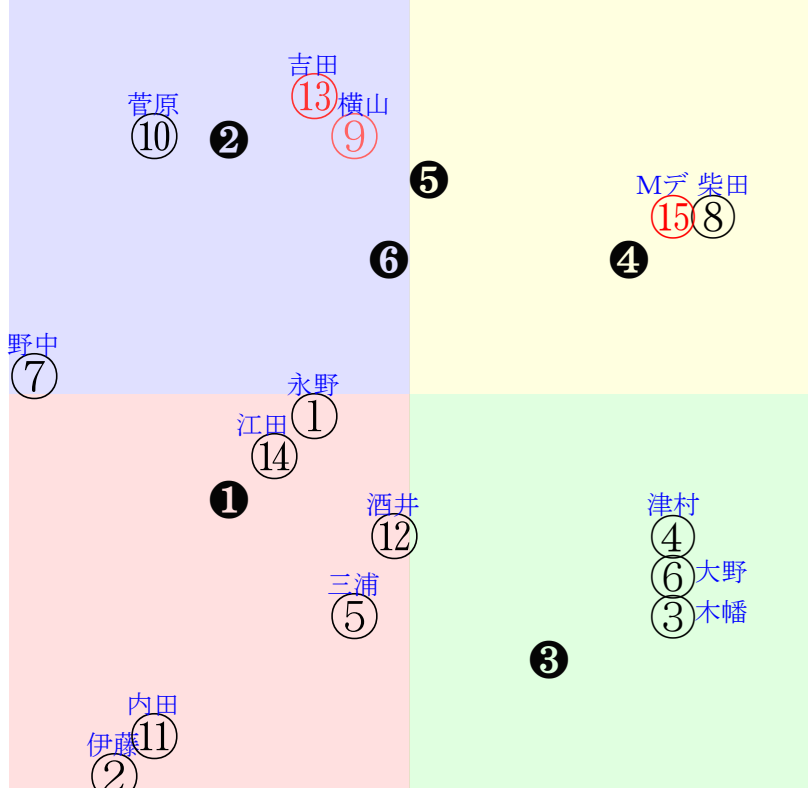 吉田
⑬
菅原
横山
⑩
❷
⑨
❺
Mデ 柴田
⑮⑧
❻
❹
野中
⑦
永野
①
江田
⑭
❶
酒井
⑫
津村
④
⑥大野
三浦
⑤
③木幡
❸
内田
⑪
伊藤
②